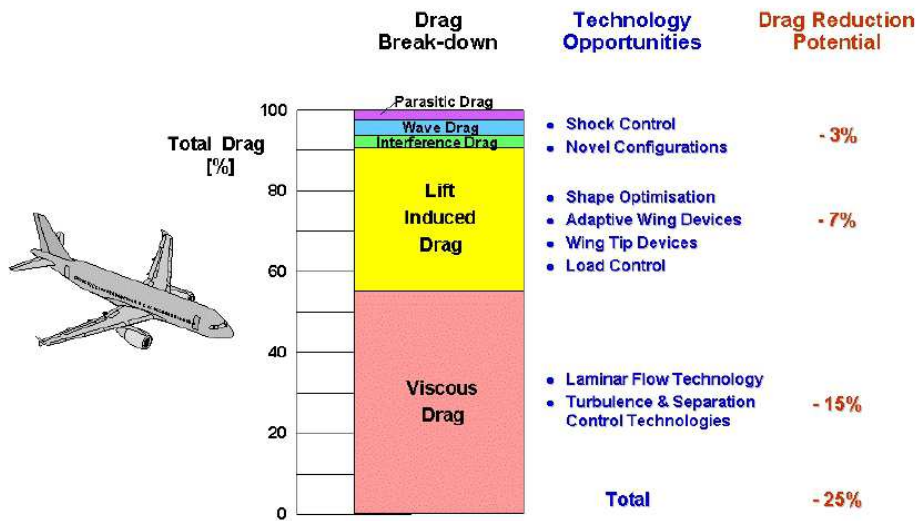 Drag
Break-down
Technology
Opportunities
Drag Reduction
Potential
Total Drag
[%]
100
80
60
40
20
0
Parasitic Drag
Wave Drag
Interference Drag
Lift
Induced
Drag
Viscous
Drag
• Shock Control
• Novel Configurations
- 3%
• Shape Optimisation
• Adaptive Wing Devices
• Wing Tip Devices
• Load Control
- 7%
• Laminar Flow Technology
• Turbulence & Separation
Control Technologies
- 15%
Total
- 25%